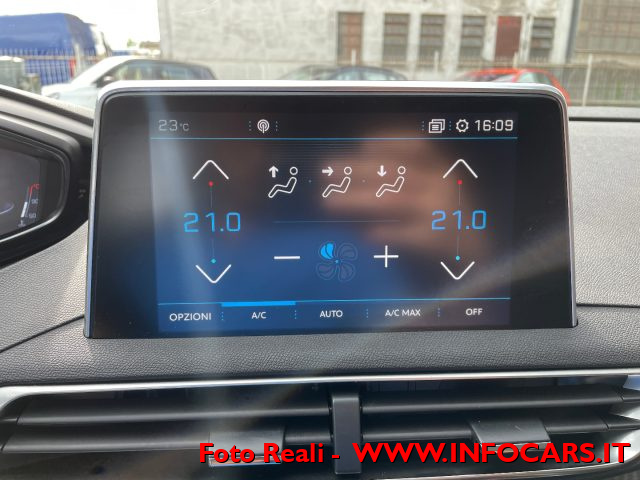 23°C 16:09
21.0 21.0
OPZIONI A/C AUTO A/C MAX OFF
Foto Reali - WWW.INFOCARS.IT